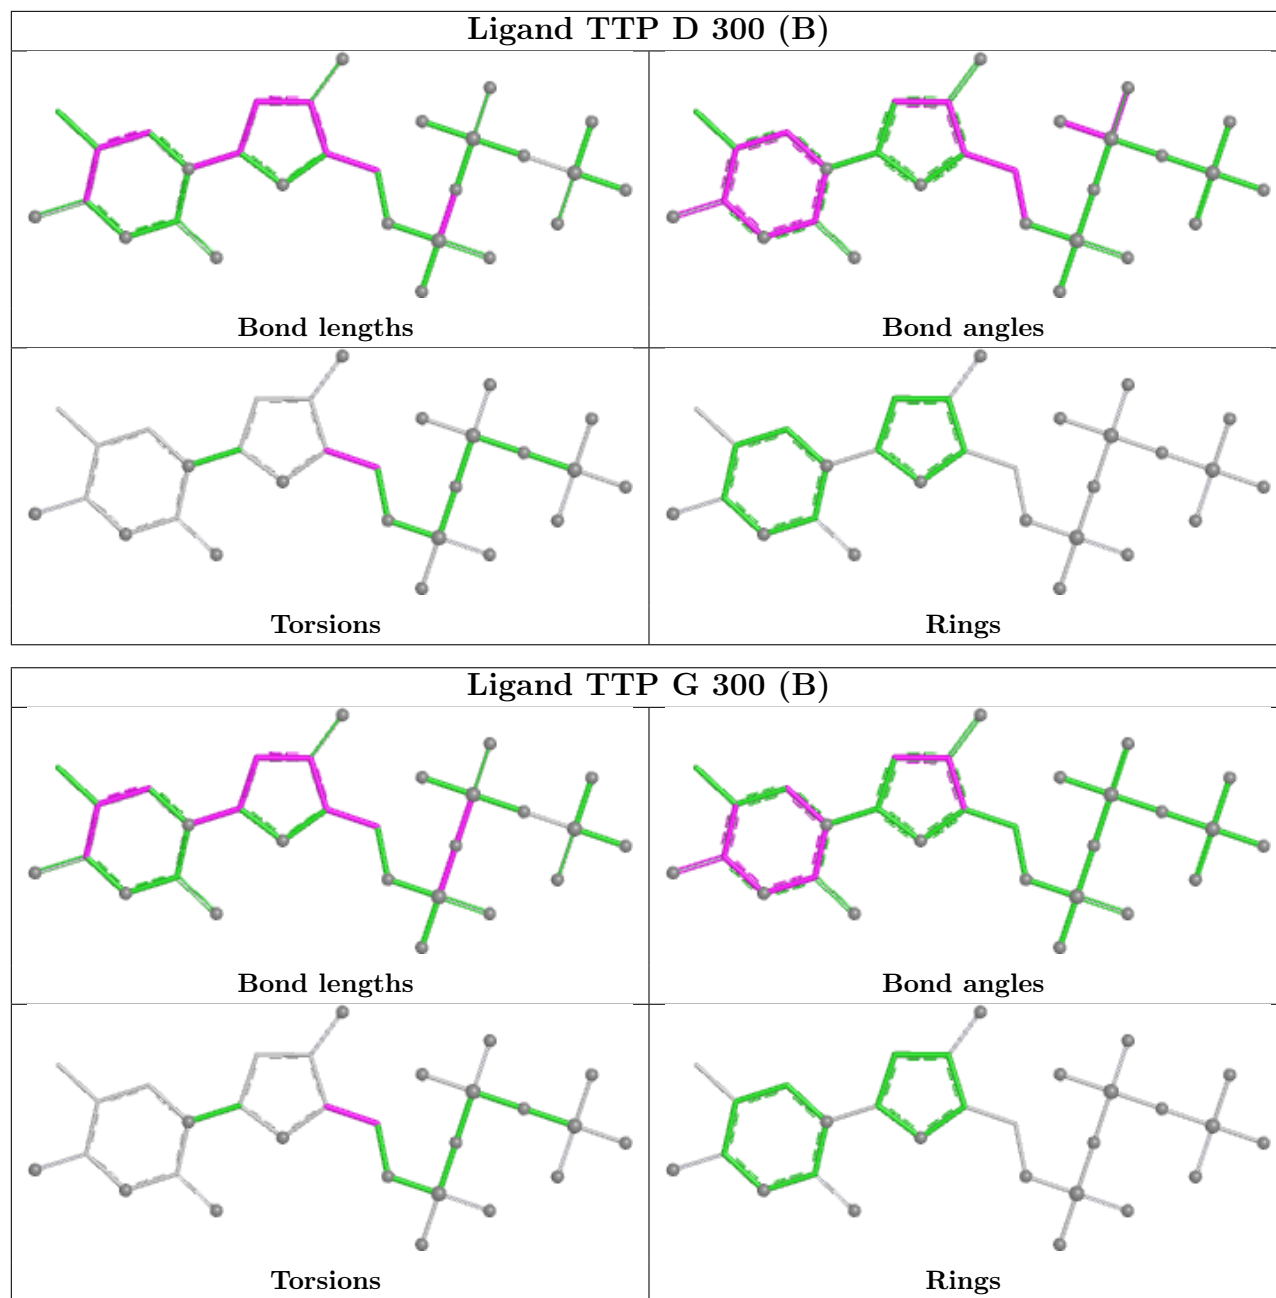 Ligand TTP D 300 (B)
Bond lengths
Bond angles
Torsions
Rings
Ligand TTP G 300 (B)
Bond lengths
Bond angles
Torsions
Rings